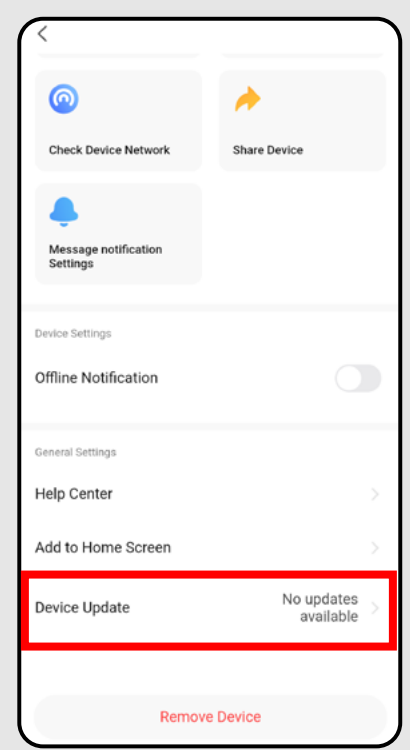 Check Device Network
Share Device
Message notification
Settings
Device Settings
Offline Notification
General Settings
Help Center
Add to Home Screen
Device Update
No updates
available
Remove Device